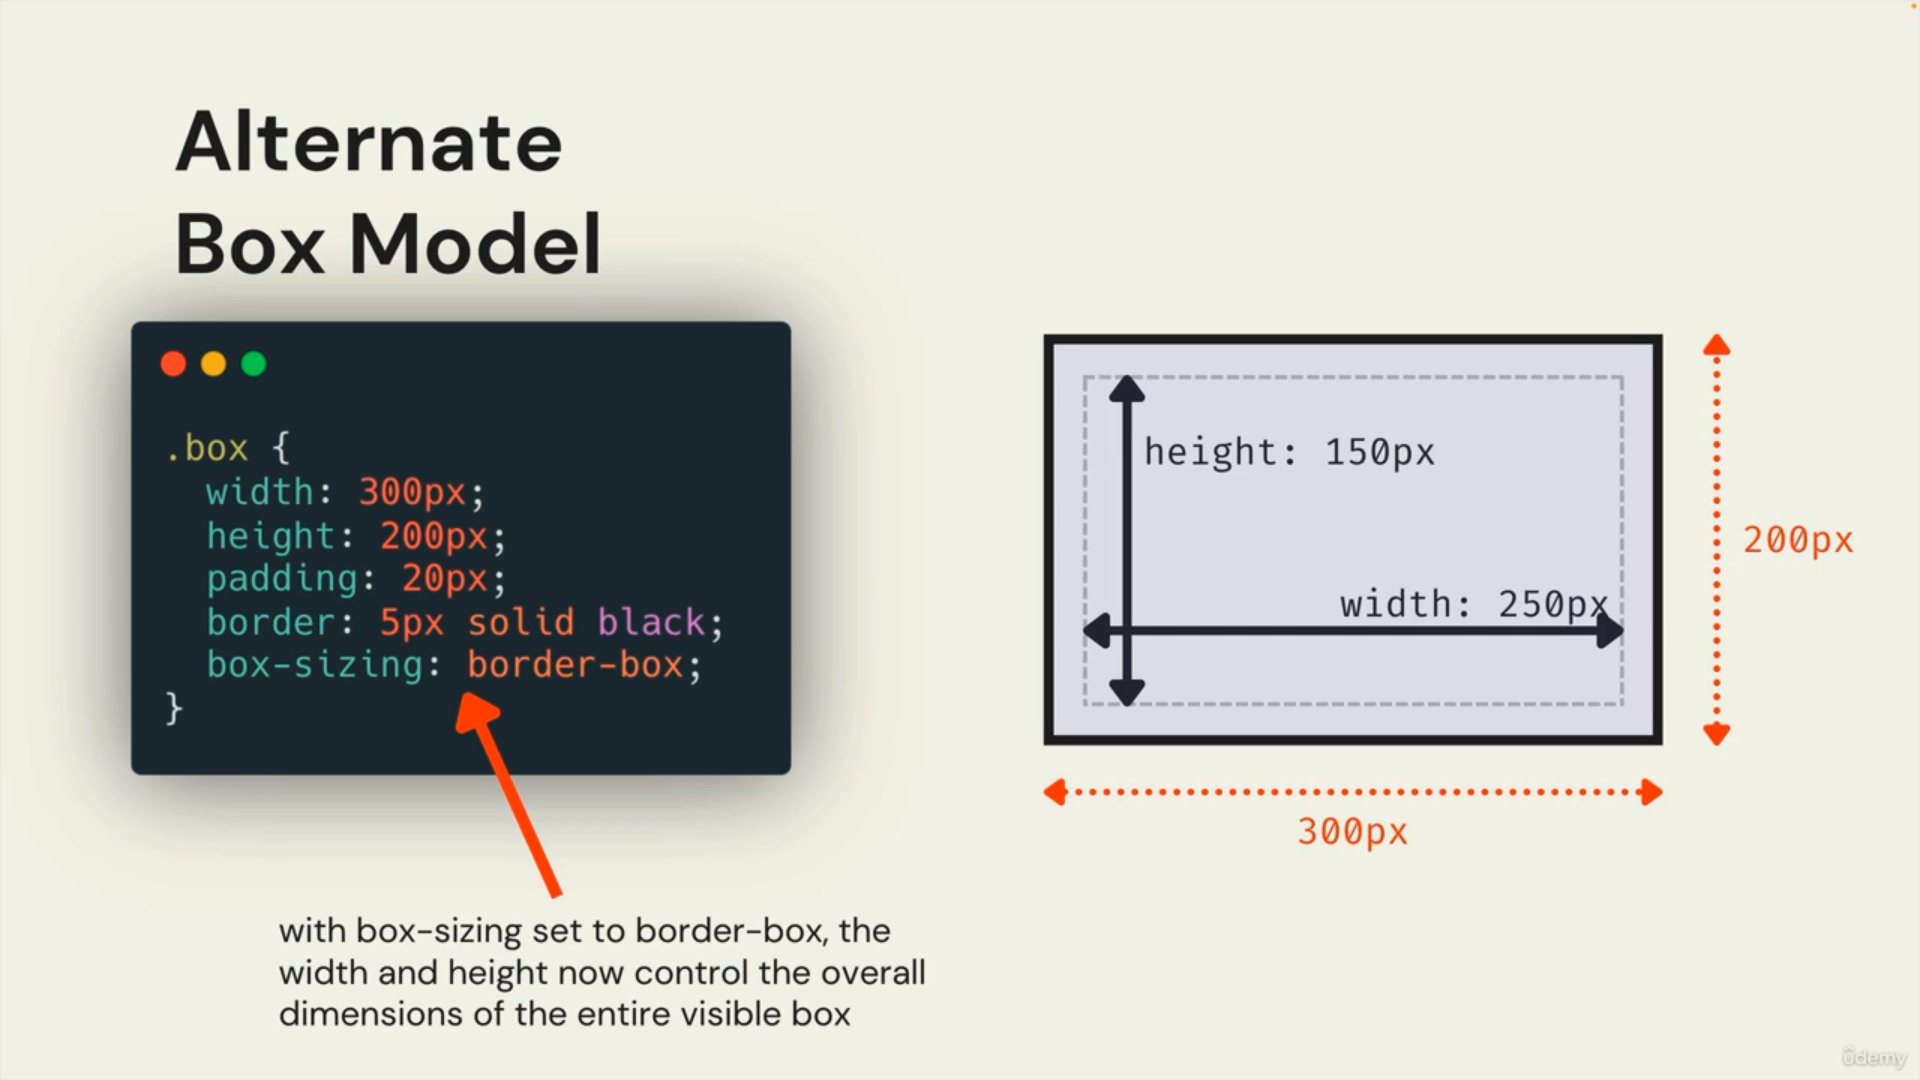 Alternate
Box Model
.box {
  width: 300px;
  height: 200px;
  padding: 20px;
  border: 5px solid black;
  box-sizing: border-box;
}
with box-sizing set to border-box, the
width and height now control the overall
dimensions of the entire visible box
height: 150px
width: 250px
200px
300px
ûdemy